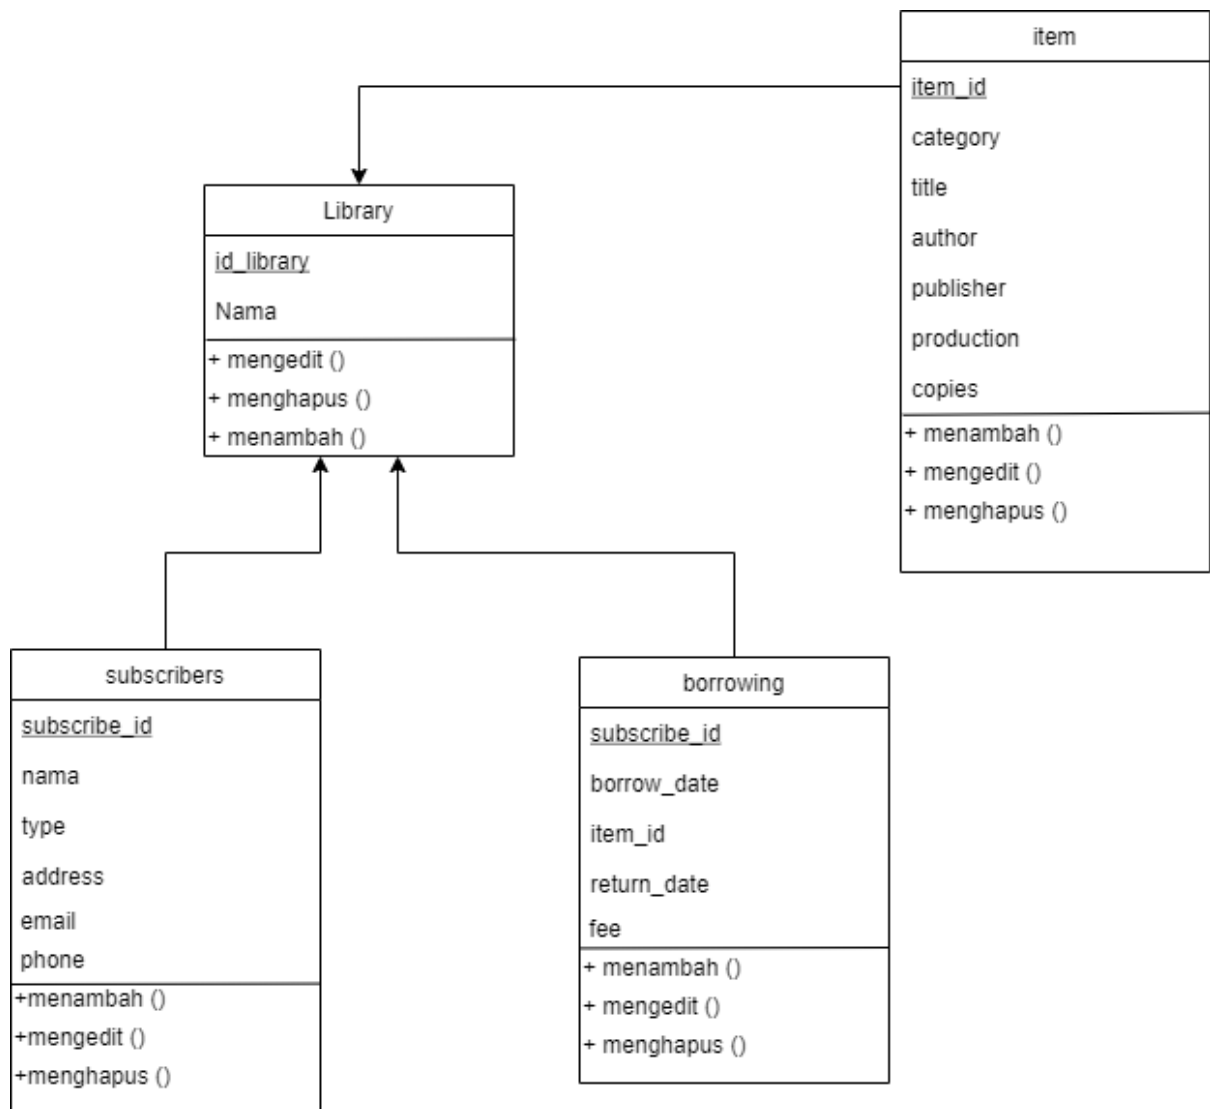 item
item_id
category
title
author
publisher
production
copies
+ menambah ()
+ mengedit ()
+ menghapus ()
Library
id_library
Nama
+ mengedit ()
+ menghapus ()
+ menambah ()
subscribers
subscribe_id
nama
type
address
email
phone
+menambah ()
+mengedit ()
+menghapus ()
borrowing
subscribe_id
borrow_date
item_id
return_date
fee
+ menambah ()
+ mengedit ()
+ menghapus ()